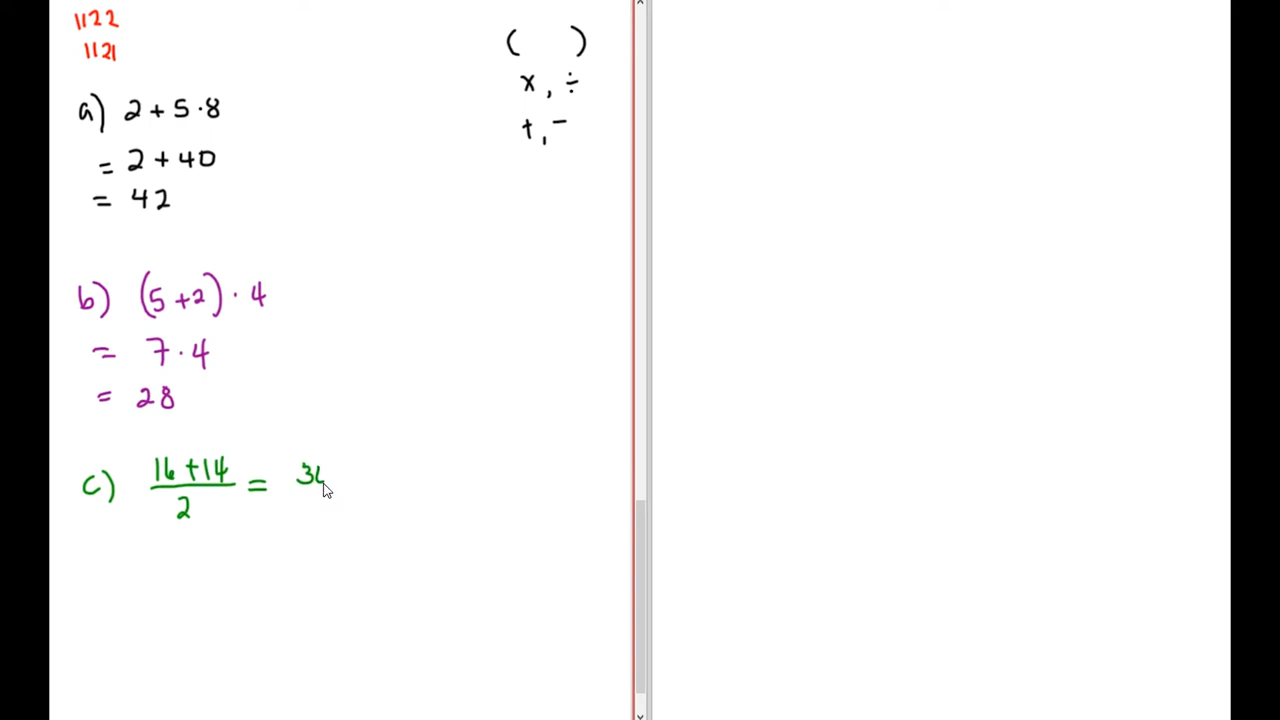 1122
1121
( )
x, ÷
+, -
a) 2 + 5 · 8
= 2 + 40
= 42
b) (5 + 2) · 4
= 7 · 4
= 28
c) 16 + 14 / 2 = 3